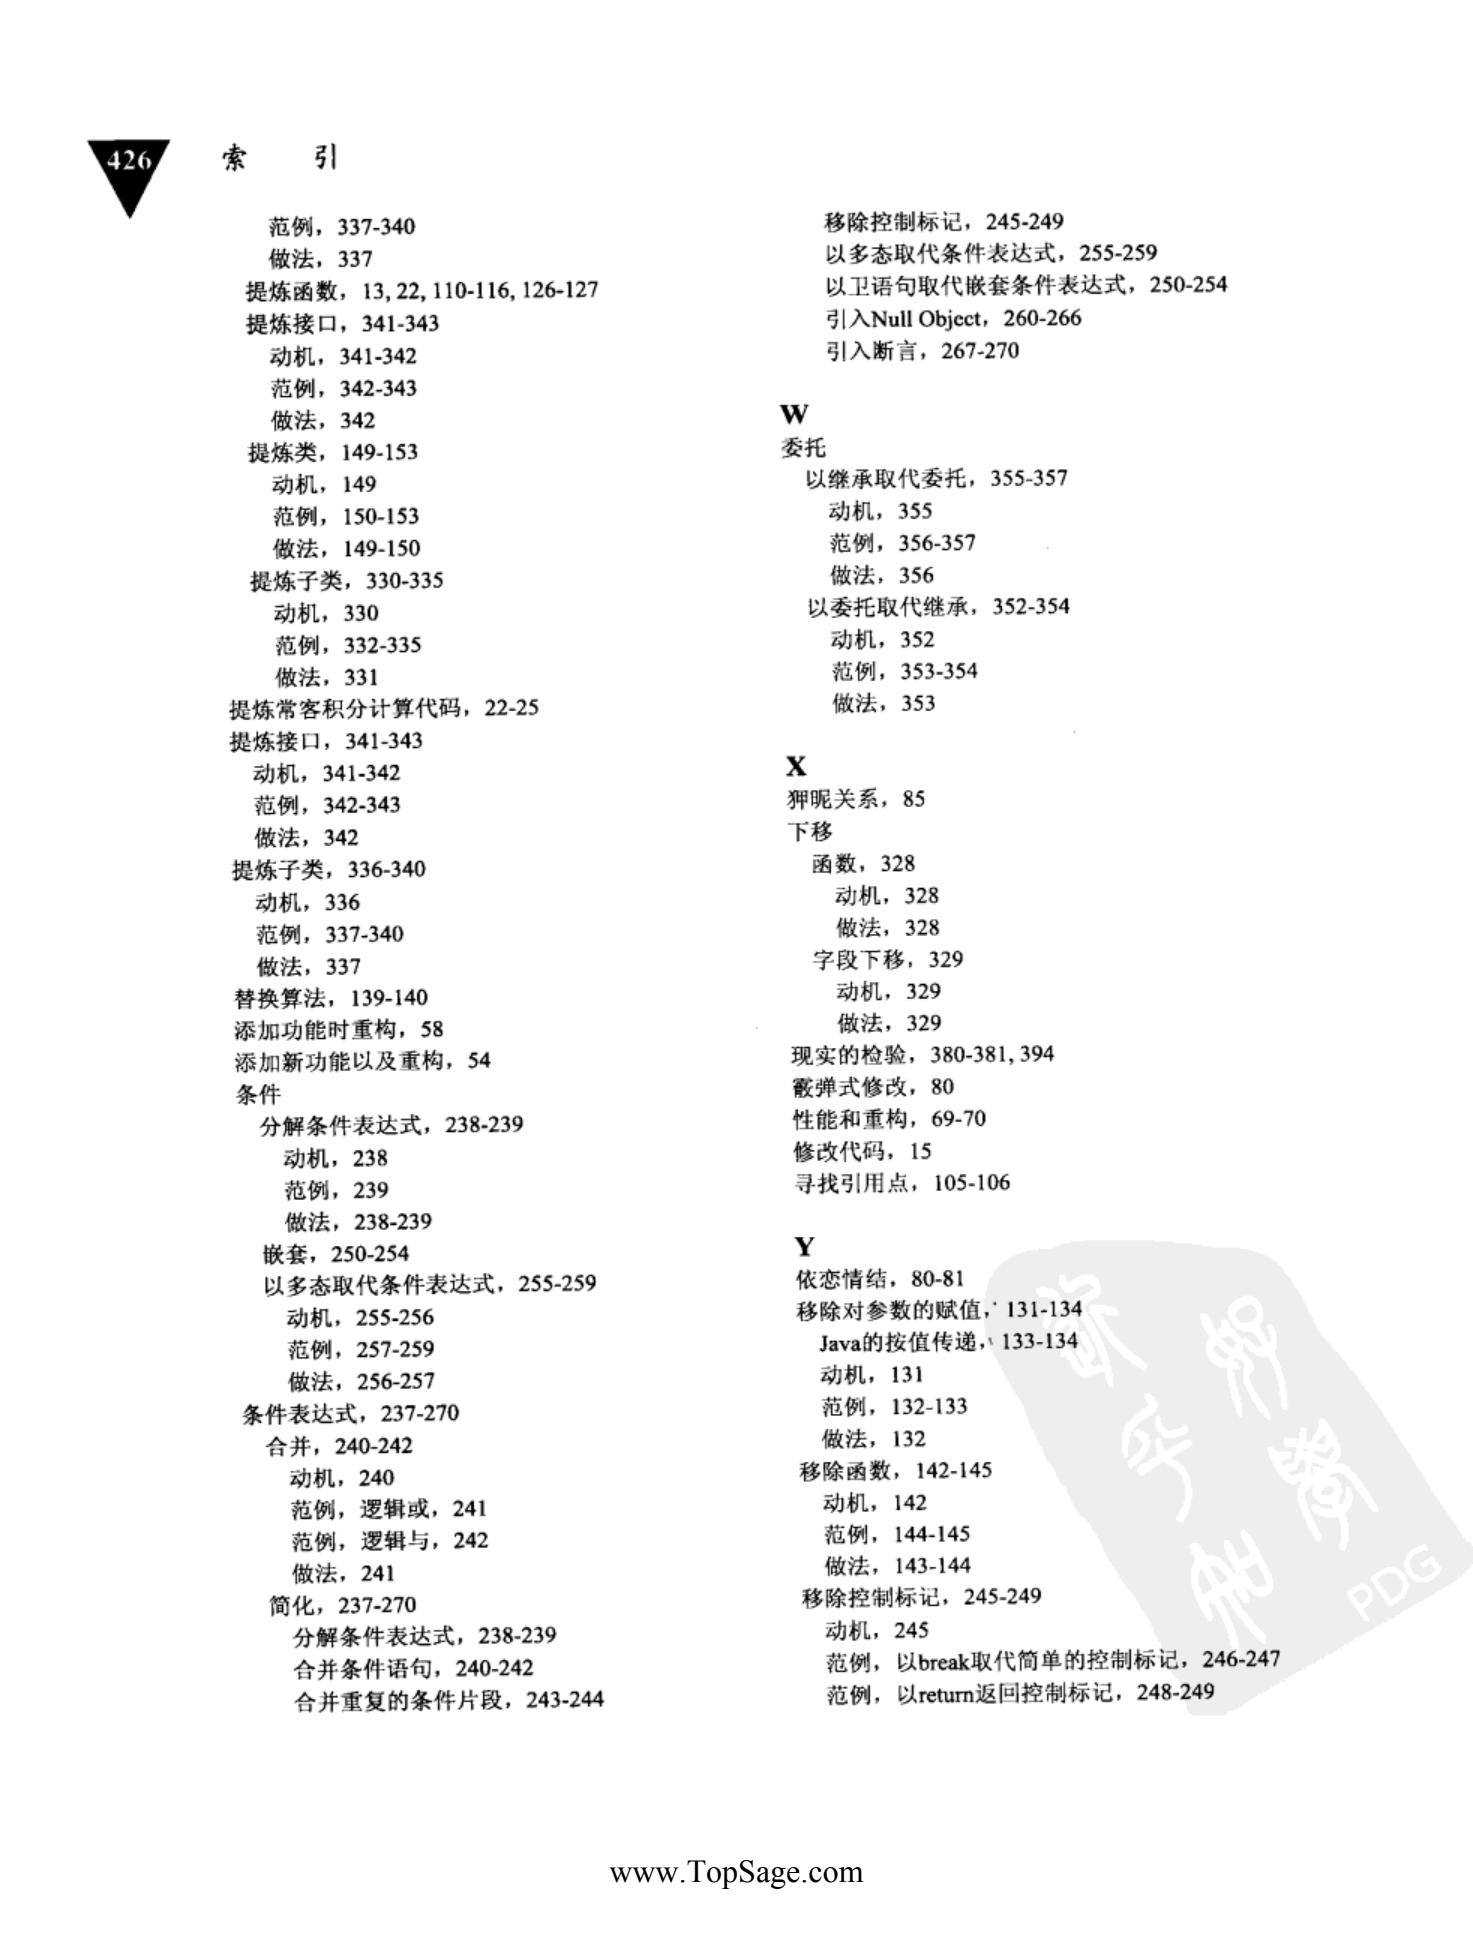 426
索 引
范例，337-340
做法，337
提炼函数，13, 22, 110-116, 126-127
提炼接口，341-343
动机，341-342
范例，342-343
做法，342
提炼类，149-153
动机，149
范例，150-153
做法，149-150
提炼子类，330-335
动机，330
范例，332-335
做法，331
提炼常客积分计算代码，22-25
提炼接口，341-343
动机，341-342
范例，342-343
做法，342
提炼子类，336-340
动机，336
范例，337-340
做法，337
替换算法，139-140
添加功能时重构，58
添加新功能以及重构，54
条件
分解条件表达式，238-239
动机，238
范例，239
做法，238-239
嵌套，250-254
以多态取代条件表达式，255-259
动机，255-256
范例，257-259
做法，256-257
条件表达式，237-270
合并，240-242
动机，240
范例，逻辑或，241
范例，逻辑与，242
做法，241
简化，237-270
分解条件表达式，238-239
合并条件语句，240-242
合并重复的条件片段，243-244
移除控制标记，245-249
以多态取代条件表达式，255-259
以卫语句取代嵌套条件表达式，250-254
引入Null Object，260-266
引入断言，267-270
W
委托
以继承取代委托，355-357
动机，355
范例，356-357
做法，356
以委托取代继承，352-354
动机，352
范例，353-354
做法，353
X
狎昵关系，85
下移
函数，328
动机，328
做法，328
字段下移，329
动机，329
做法，329
现实的检验，380-381, 394
霰弹式修改，80
性能和重构，69-70
修改代码，15
寻找引用点，105-106
Y
依恋情结，80-81
移除对参数的赋值，131-134
Java的按值传递，133-134
动机，131
范例，132-133
做法，132
移除函数，142-145
动机，142
范例，144-145
做法，143-144
移除控制标记，245-249
动机，245
范例，以break取代简单的控制标记，246-247
范例，以return返回控制标记，248-249
PDG
www.TopSage.com